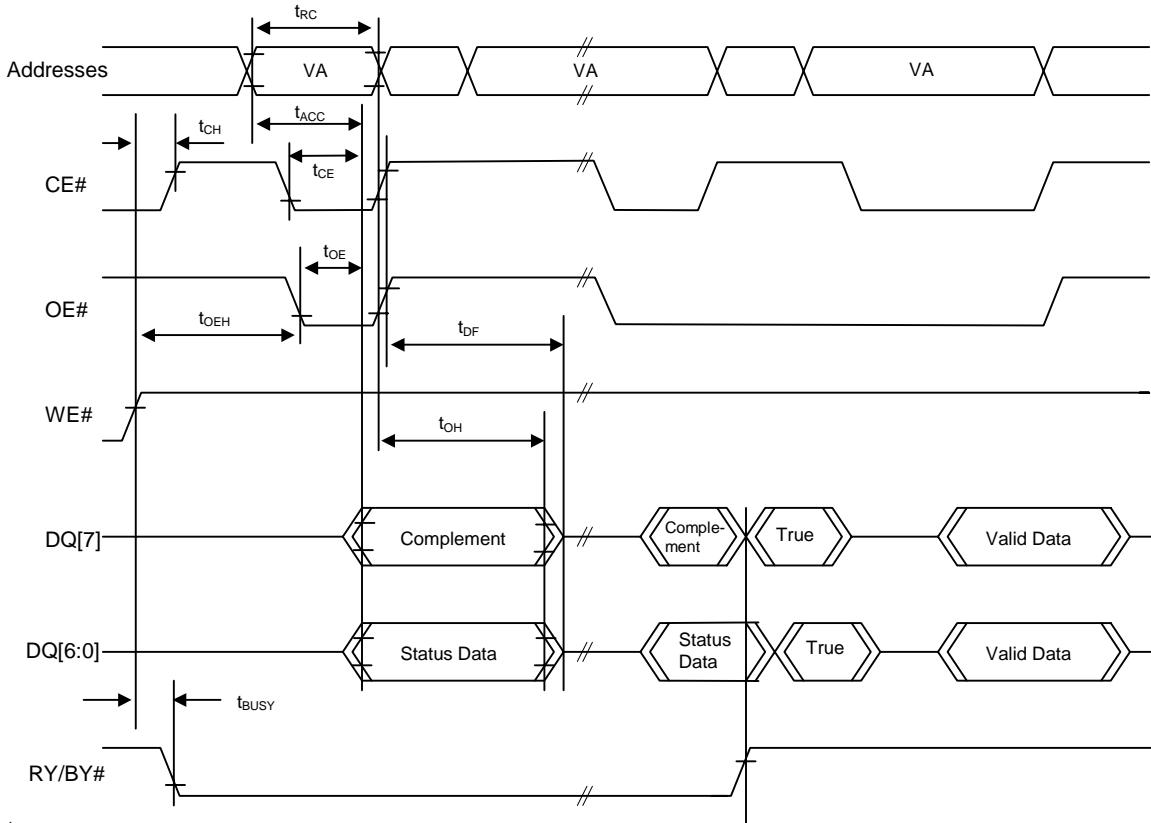 tRC
Addresses
VA
VA
VA
tACC
tCH
tCE
CE#
tOE
OE#
tOEH
tDF
WE#
tOH
DQ[7]
Complement
Comple-
ment
True
Valid Data
DQ[6:0]
Status Data
Status
Data
True
Valid Data
tBUSY
RY/BY#